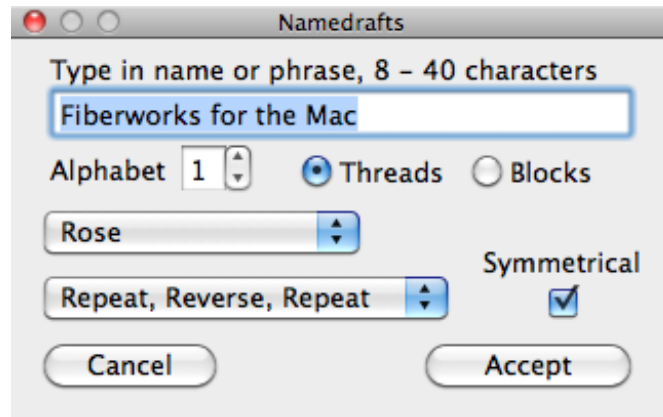 Namedrafts
Type in name or phrase, 8 – 40 characters
Fiberworks for the Mac
Alphabet 1 Threads Blocks
Rose
Symmetrical
Repeat, Reverse, Repeat
Cancel Accept